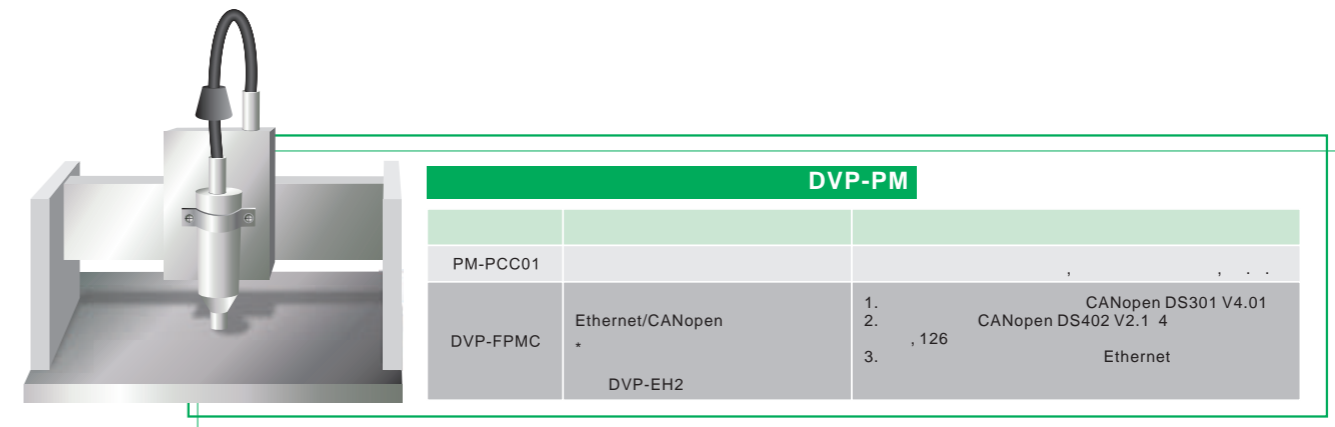 DVP-PM
PM-PCC01
, , . .
DVP-FPMC
Ethernet/CANopen
*
DVP-EH2
1. CANopen DS301 V4.01
2. CANopen DS402 V2.1 4
, 126
3. Ethernet